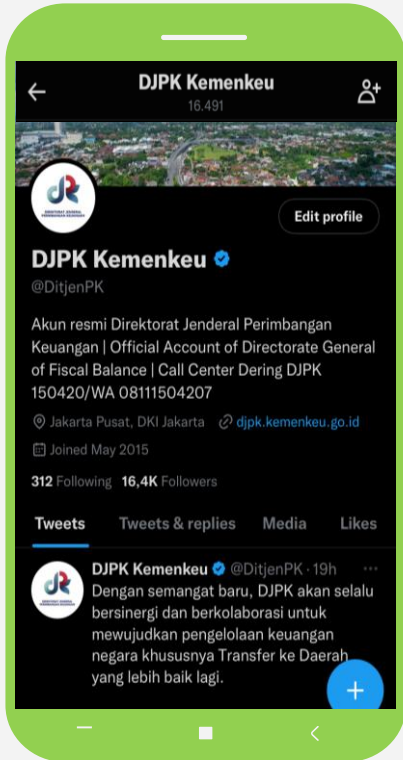 DJPK Kemenkeu
16.491
Edit profile
DJPK Kemenkeu
@DitjenPK
Akun resmi Direktorat Jenderal Perimbangan
Keuangan | Official Account of Directorate General
of Fiscal Balance | Call Center Dering DJPK
150420/WA 08111504207
Jakarta Pusat, DKI Jakarta djpk.kemenkeu.go.id
Joined May 2015
312 Following 16,4K Followers
Tweets Tweets & replies Media Likes
DJPK Kemenkeu @DitjenPK · 19h
Dengan semangat baru, DJPK akan selalu
bersinergi dan berkolaborasi untuk
mewujudkan pengelolaan keuangan
negara khususnya Transfer ke Daerah
yang lebih baik lagi.